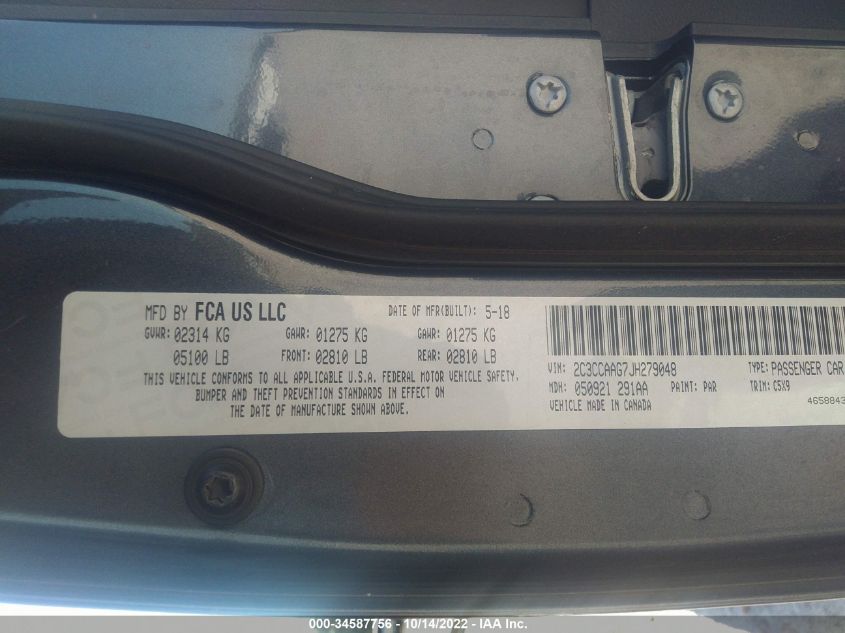 MFD BY FCA US LLC DATE OF MFR(BUILT): 5-18
GVWR: 02314 KG GAWR: 01275 KG GAWR: 01275 KG
05100 LB FRONT: 02810 LB REAR: 02810 LB
THIS VEHICLE CONFORMS TO ALL APPLICABLE U.S.A. FEDERAL MOTOR VEHICLE SAFETY,
BUMPER AND THEFT PREVENTION STANDARDS IN EFFECT ON
THE DATE OF MANUFACTURE SHOWN ABOVE.
VIN: 2C3CCAAG7JH279048 TYPE: PASSENGER CAR
MDH: 050921 291AA PAINT: PAR TRIM: C5X9
VEHICLE MADE IN CANADA 4658843
000-34587756 - 10/14/2022 - IAA Inc.